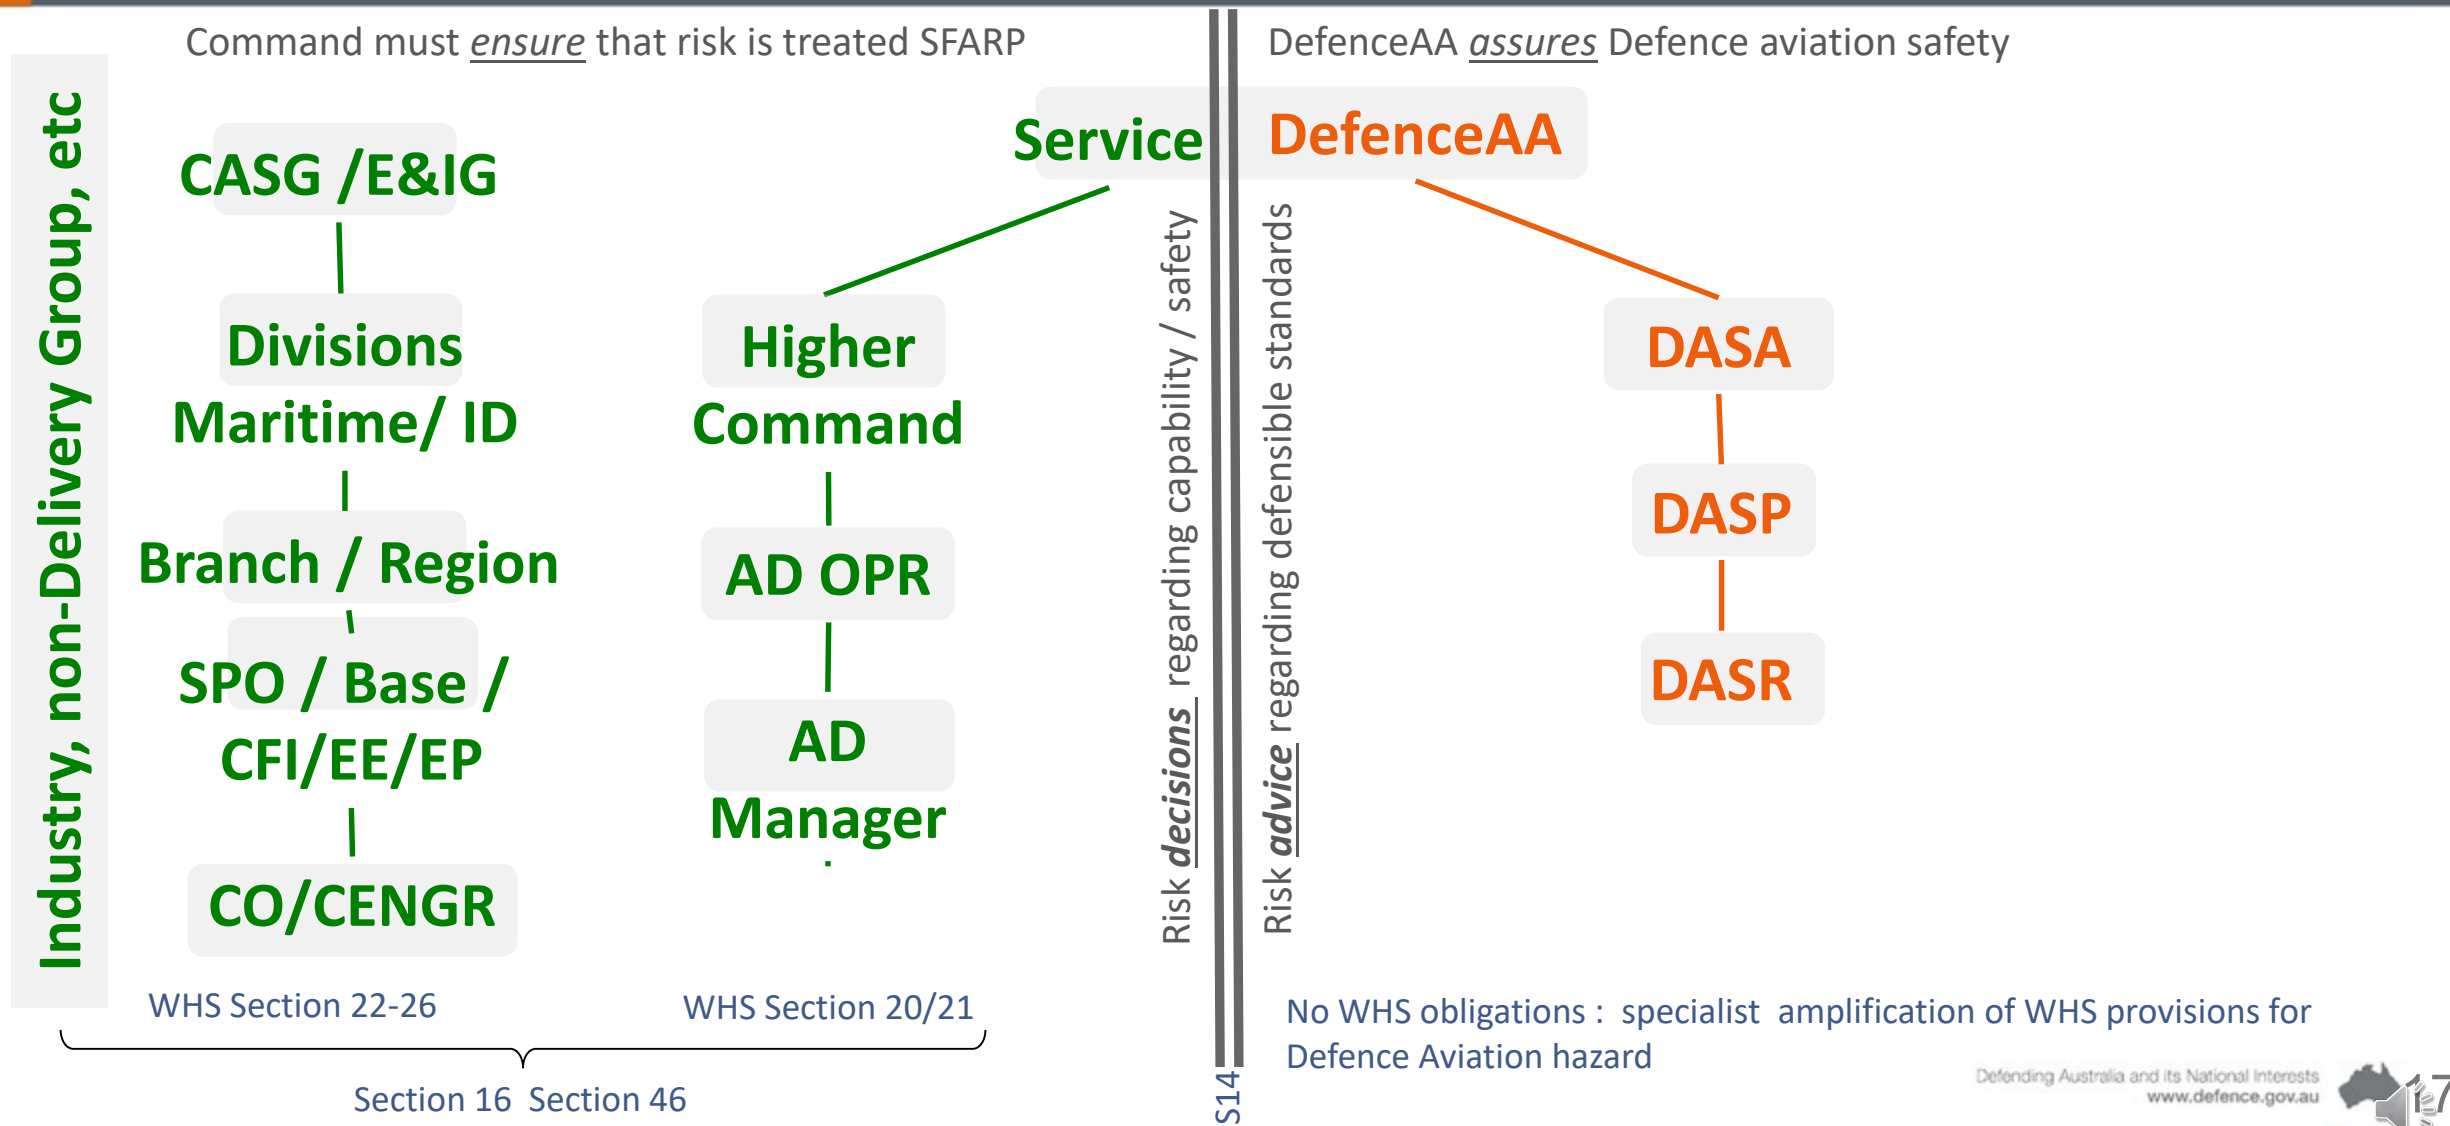 Command must ensure that risk is treated SFARP
DefenceAA assures Defence aviation safety
Industry, non-Delivery Group, etc
CASG /E&IG
Divisions
Maritime/ ID
Branch / Region
SPO / Base /
CFI/EE/EP
CO/CENGR
WHS Section 22-26
Service
Higher
Command
AD OPR
AD
Manager
.
WHS Section 20/21
Section 16 Section 46
Risk decisions regarding capability / safety
S14
Risk advice regarding defensible standards
DefenceAA
DASA
DASP
DASR
No WHS obligations : specialist amplification of WHS provisions for
Defence Aviation hazard
Defending Australia and its National Interests
www.defence.gov.au
17